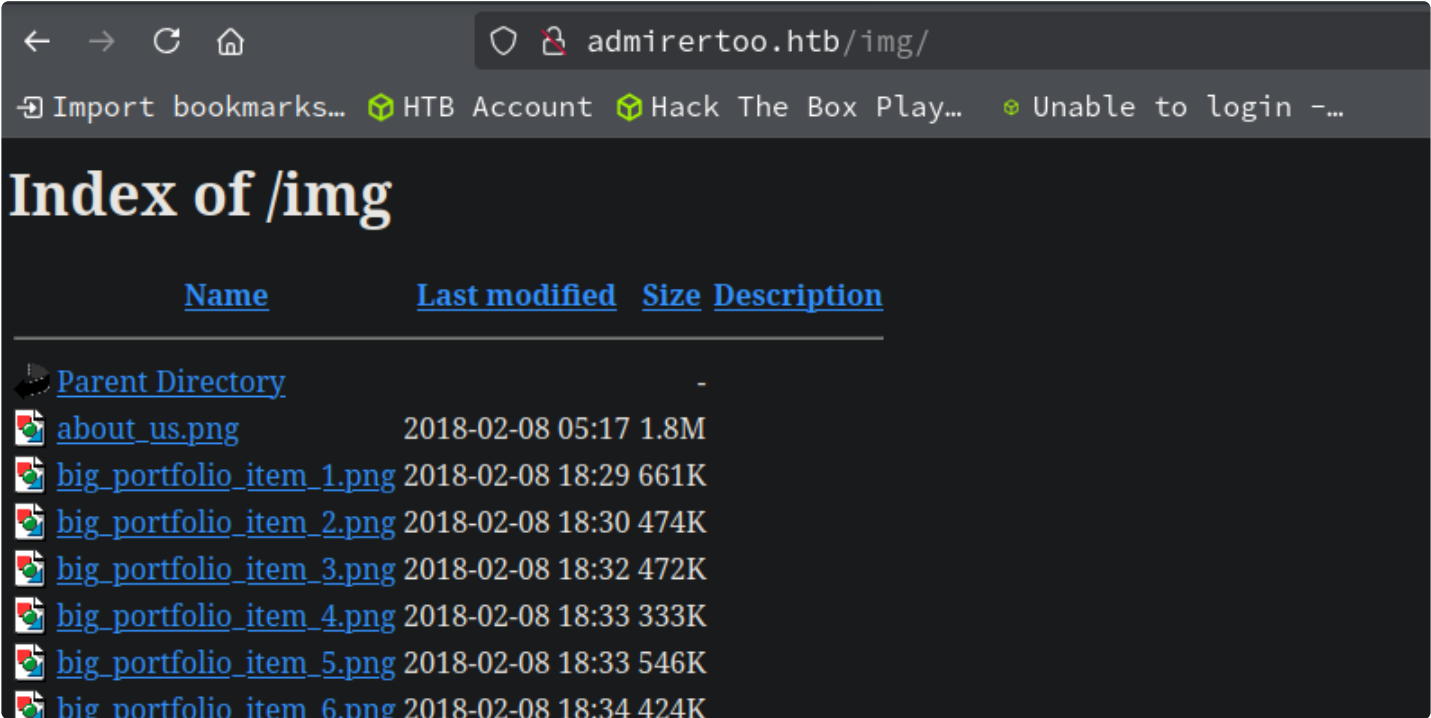 admirertoo.htb/img/
Import bookmarks… HTB Account Hack The Box Play… Unable to login -…
Index of /img
Name Last modified Size Description
Parent Directory -
about_us.png 2018-02-08 05:17 1.8M
big_portfolio_item_1.png 2018-02-08 18:29 661K
big_portfolio_item_2.png 2018-02-08 18:30 474K
big_portfolio_item_3.png 2018-02-08 18:32 472K
big_portfolio_item_4.png 2018-02-08 18:33 333K
big_portfolio_item_5.png 2018-02-08 18:33 546K
big_portfolio_item_6.png 2018-02-08 18:34 424K